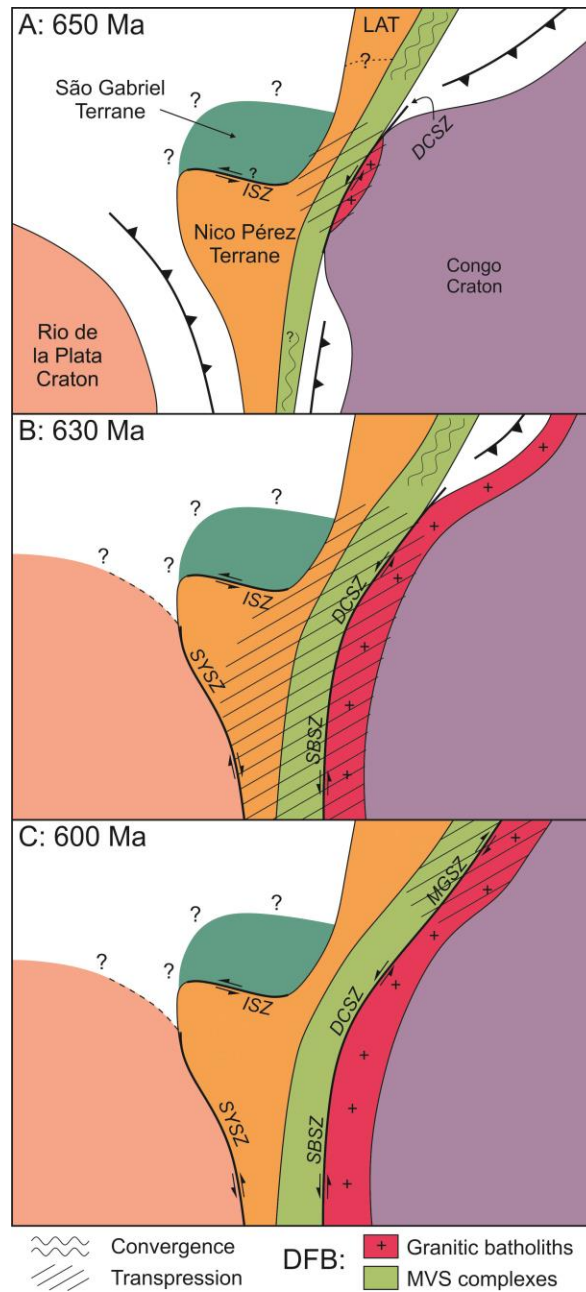 A: 650 Ma
LAT
?
?
?
São Gabriel
Terrane
?
DCSZ
?
ISZ
Nico Pérez
Terrane
Congo
Craton
Rio de
la Plata
Craton
?
B: 630 Ma
?
?
?
ISZ
DCSZ
SYSZ
SBSZ
C: 600 Ma
MGSZ
?
?
?
ISZ
DCSZ
SYSZ
SBSZ
Convergence
Transpression
DFB:
Granitic batholiths
MVS complexes